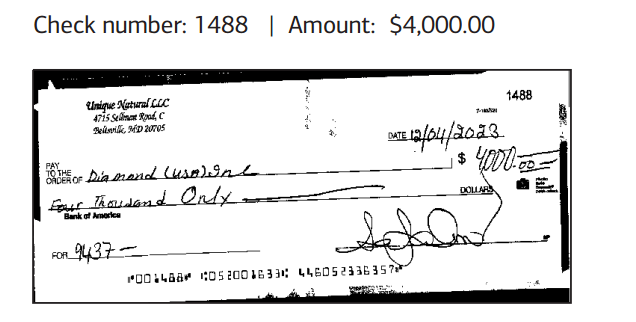 Check number: 1488 | Amount: $4,000.00
1488
Unique Natural LLC
4715 Sellman Road, C
Beltsville, MD 20705
DATE 12/04/2023
PAY
TO THE
ORDER OF Diamond (USA) Inc
$ 4000.00
Four Thousand Only
DOLLARS
Bank of America
FOR 9437
⑈001488⑈ ⑆052001633⑆ 446052336357⑈